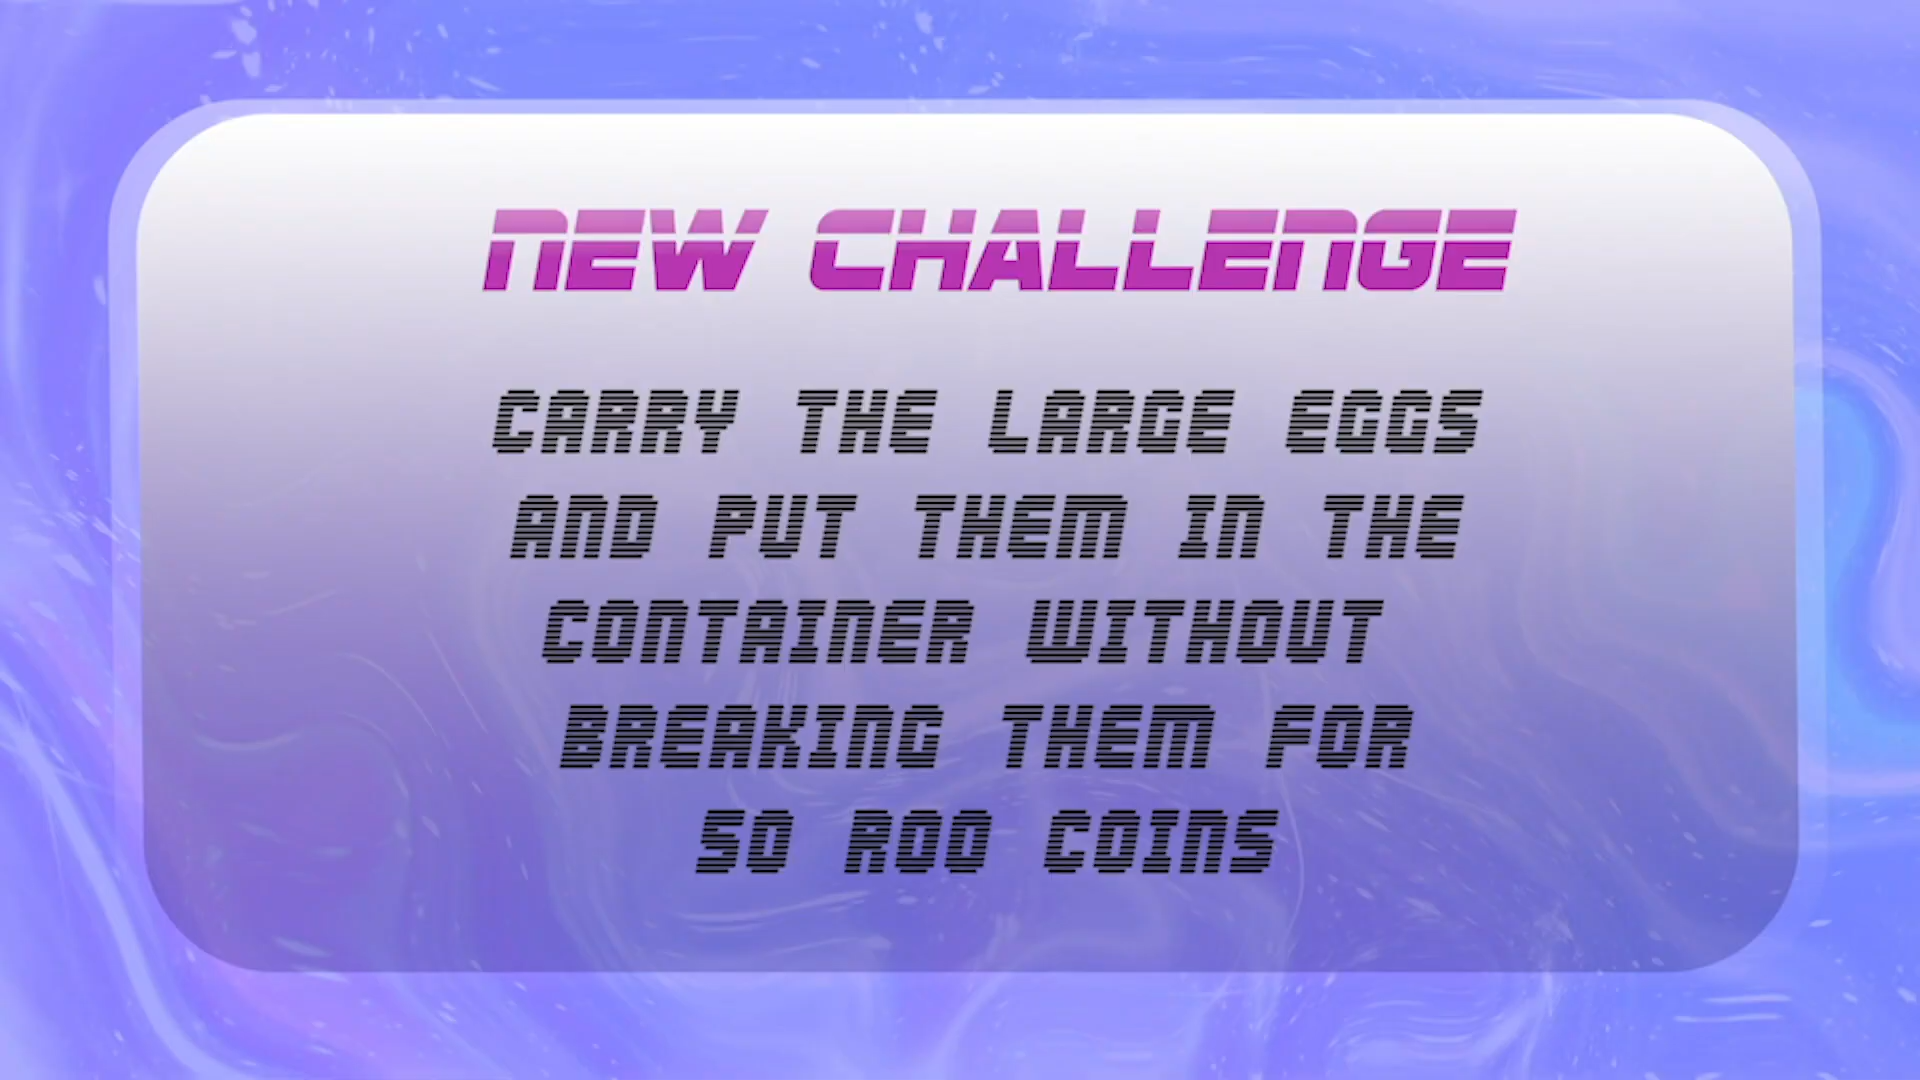 NEW CHALLENGE
CARRY THE LARGE EGGS
AND PUT THEM IN THE
CONTAINER WITHOUT
BREAKING THEM FOR
50 ROO COINS